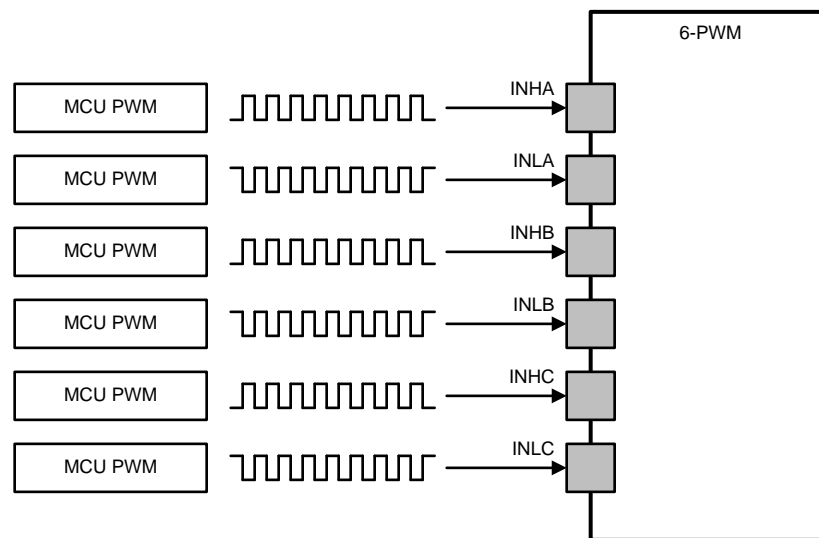 6-PWM
MCU PWM
INHA
MCU PWM
INLA
MCU PWM
INHB
MCU PWM
INLB
MCU PWM
INHC
MCU PWM
INLC